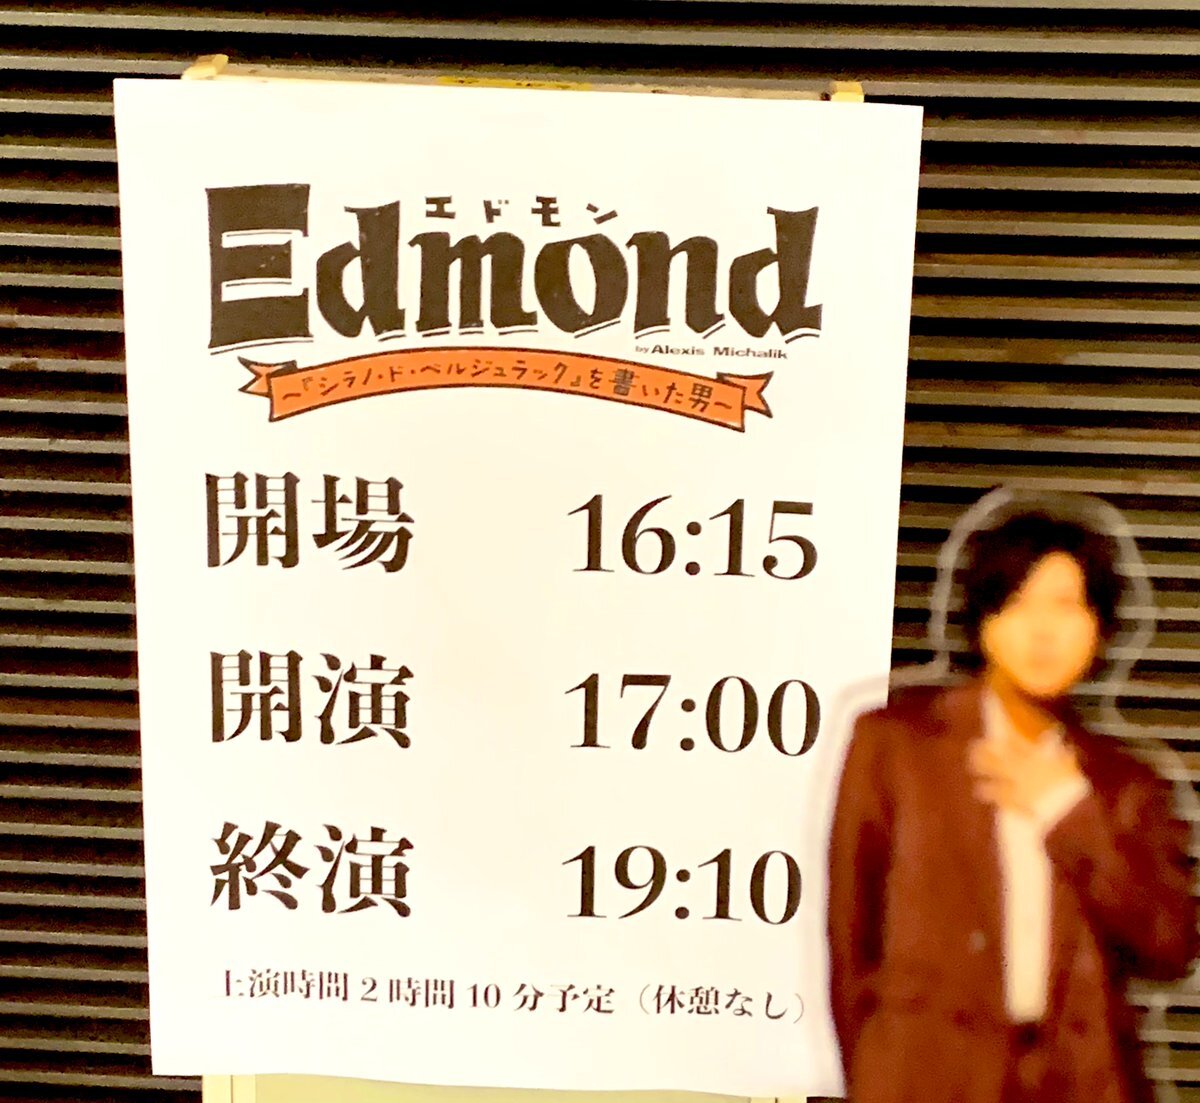 エドモン
Edmond
by Alexis Michalik
～『シラノ・ド・ベルジュラック』を書いた男～
開場 16:15
開演 17:00
終演 19:10
上演時間 2 時間 10 分予定（休憩なし）